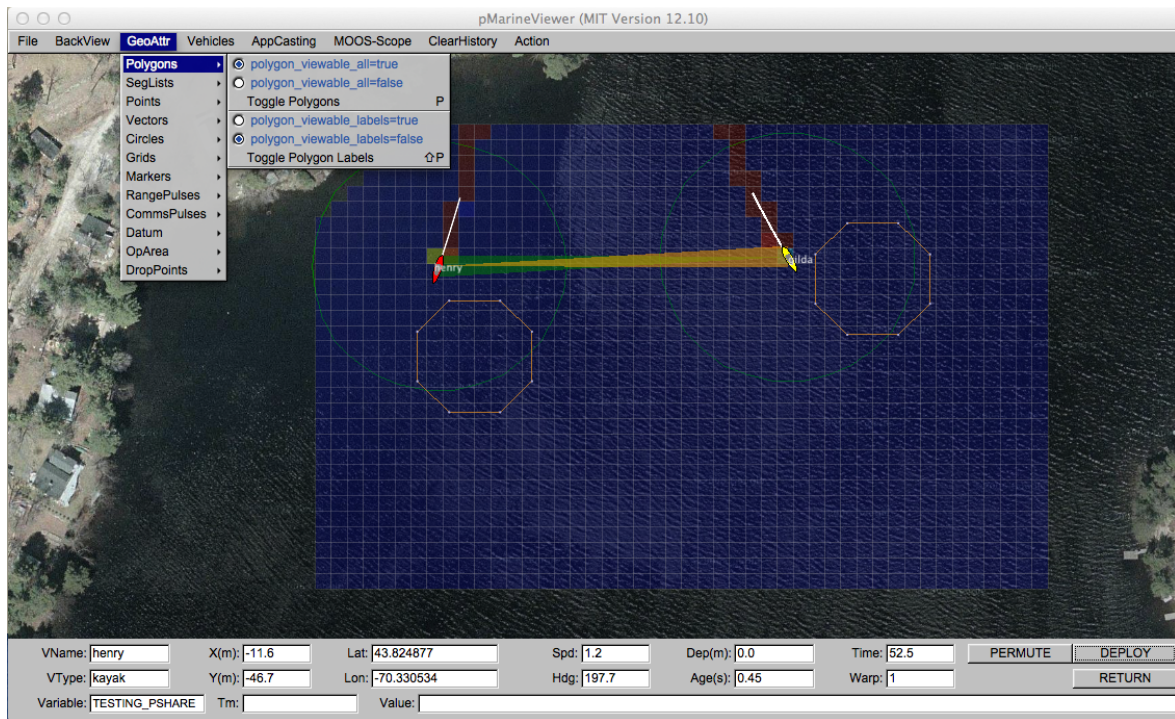 pMarineViewer (MIT Version 12.10)
File BackView GeoAttr Vehicles AppCasting MOOS-Scope ClearHistory Action
Polygons
SegLists
Points
Vectors
Circles
Grids
Markers
RangePulses
CommsPulses
Datum
OpArea
DropPoints
polygon_viewable_all=true
polygon_viewable_all=false
Toggle Polygons P
polygon_viewable_labels=true
polygon_viewable_labels=false
Toggle Polygon Labels ⇧P
henry
gilda
VName: henry X(m): -11.6 Lat: 43.824877 Spd: 1.2 Dep(m): 0.0 Time: 52.5 PERMUTE DEPLOY
VType: kayak Y(m): -46.7 Lon: -70.330534 Hdg: 197.7 Age(s): 0.45 Warp: 1 RETURN
Variable: TESTING_PSHARE Tm: Value: